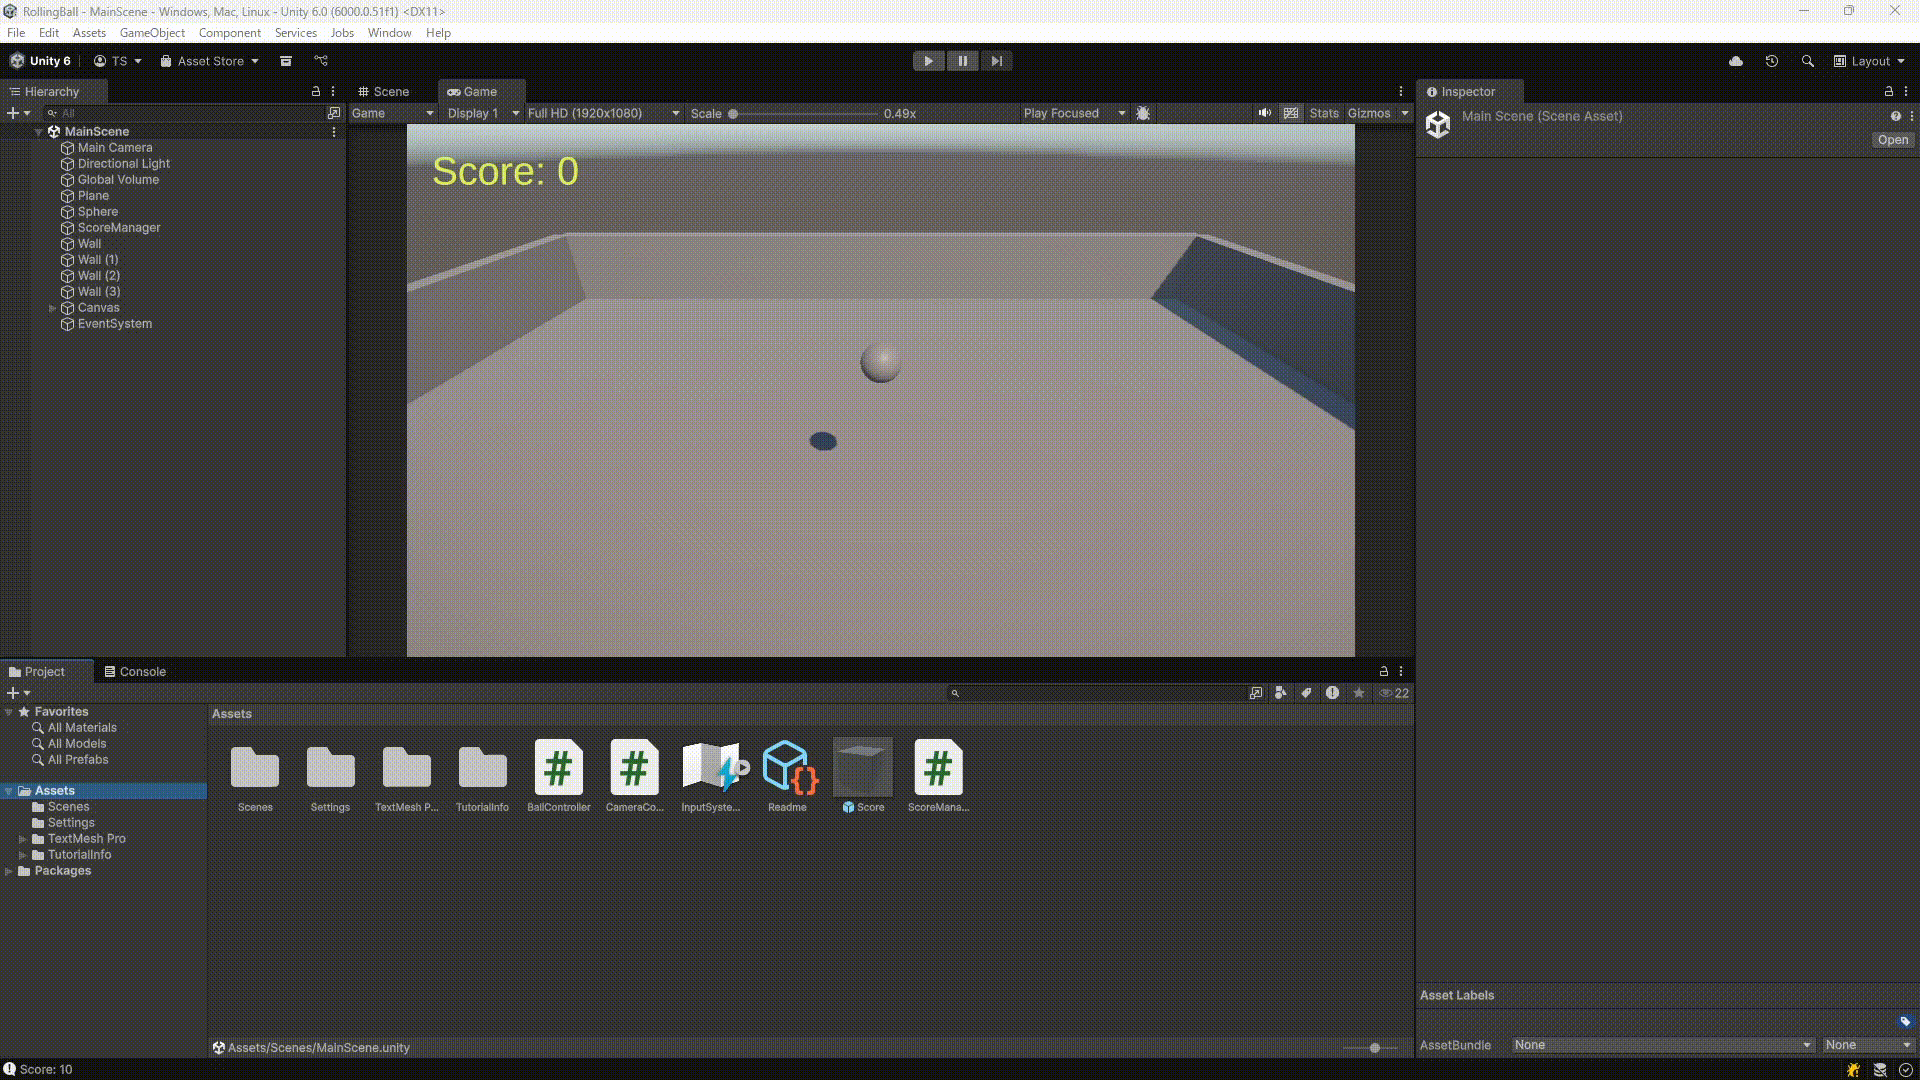 RollingBall - MainScene - Windows, Mac, Linux - Unity 6.0 (6000.0.51f1) <DX11>
File Edit Assets GameObject Component Services Jobs Window Help
Unity 6 TS Asset Store Layout
Hierarchy
All
MainScene
Main Camera
Directional Light
Global Volume
Plane
Sphere
ScoreManager
Wall
Wall (1)
Wall (2)
Wall (3)
Canvas
EventSystem
Scene Game
Game Display 1 Full HD (1920x1080) Scale 0.49x Play Focused Stats Gizmos
Score: 0
Inspector
Main Scene (Scene Asset)
Open
Project Console
22
Favorites
All Materials
All Models
All Prefabs
Assets
Scenes
Settings
TextMesh Pro
TutorialInfo
Packages
Assets
Scenes Settings TextMesh P... TutorialInfo BallController CameraCo... InputSyste... Readme Score ScoreMana...
Assets/Scenes/MainScene.unity
Asset Labels
AssetBundle None None
Score: 10